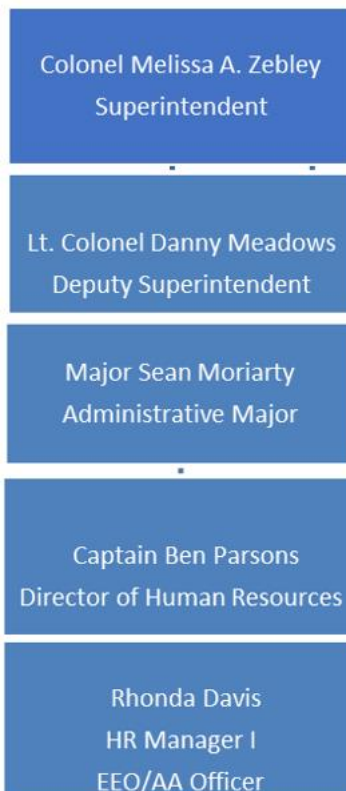 Colonel Melissa A. Zebley
Superintendent
Lt. Colonel Danny Meadows
Deputy Superintendent
Major Sean Moriarty
Administrative Major
Captain Ben Parsons
Director of Human Resources
Rhonda Davis
HR Manager I
EEO/AA Officer